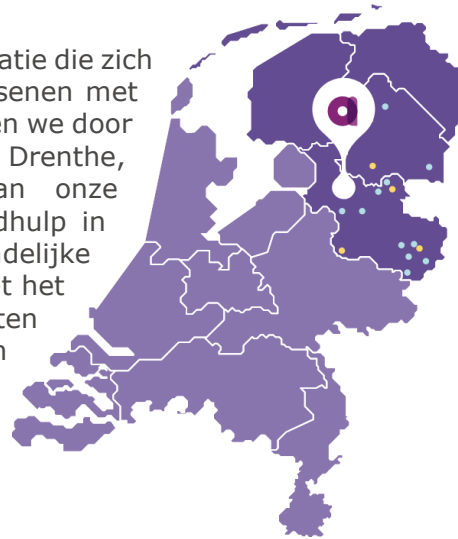 atie die zich
senen met
en we door
Drenthe,
an onze
dhulp in
delijke
t het
ten
n
a